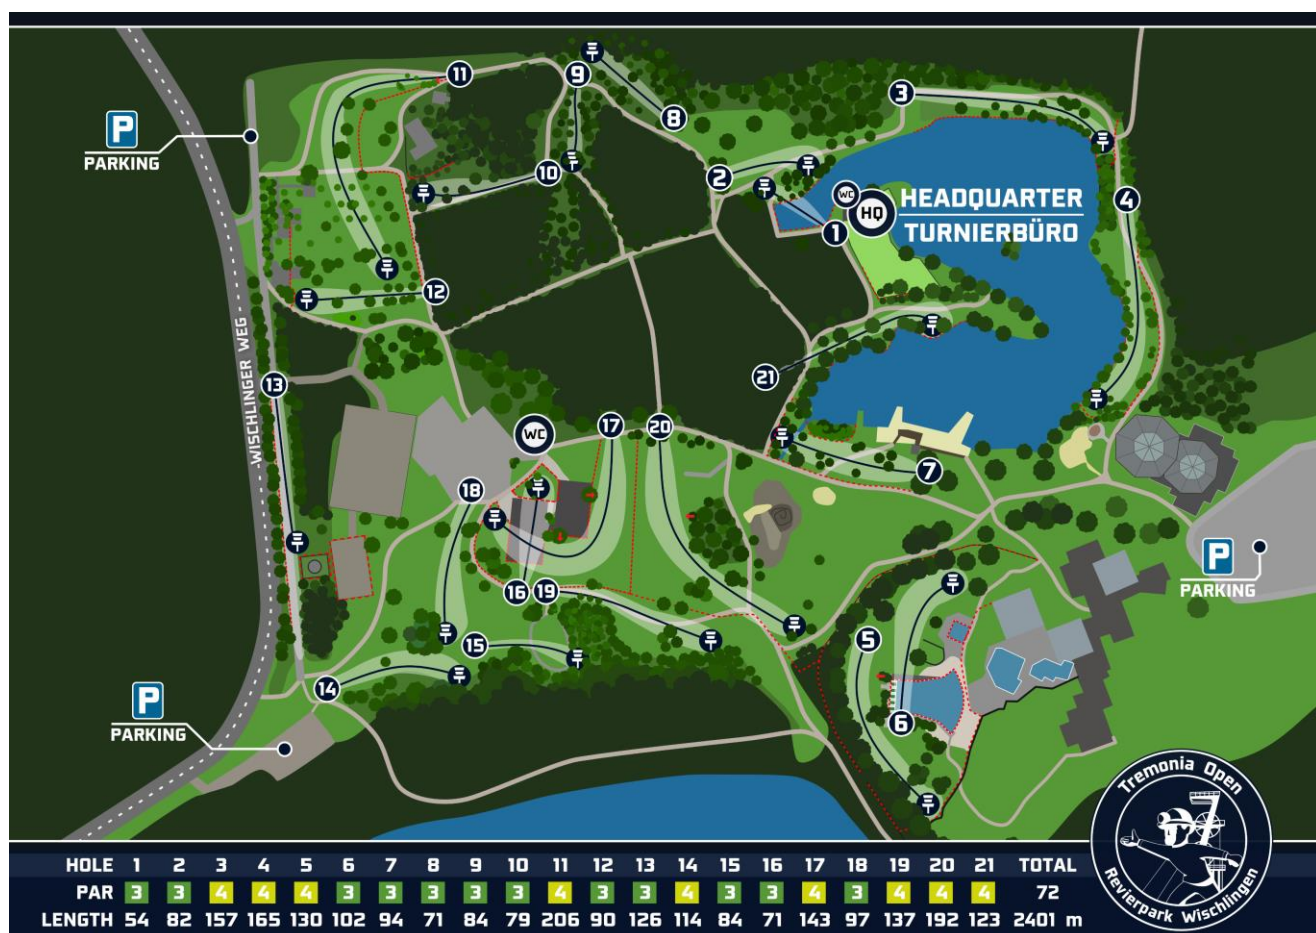 11
9
8
3
P
PARKING
2
10
WC
HQ
HEADQUARTER
TURNIERBÜRO
4
1
12
WISCHLINGER WEG
21
13
WC
17
20
7
18
P
PARKING
16
19
5
15
14
P
PARKING
6
Tremonia Open
7
Revierpark Wischlingen
HOLE 1 2 3 4 5 6 7 8 9 10 11 12 13 14 15 16 17 18 19 20 21 TOTAL
PAR 3 3 4 4 4 3 3 3 3 3 4 3 3 4 3 3 4 3 4 4 4 72
LENGTH 54 82 157 165 130 102 94 71 84 79 206 90 126 114 84 71 143 97 137 192 123 2401 m